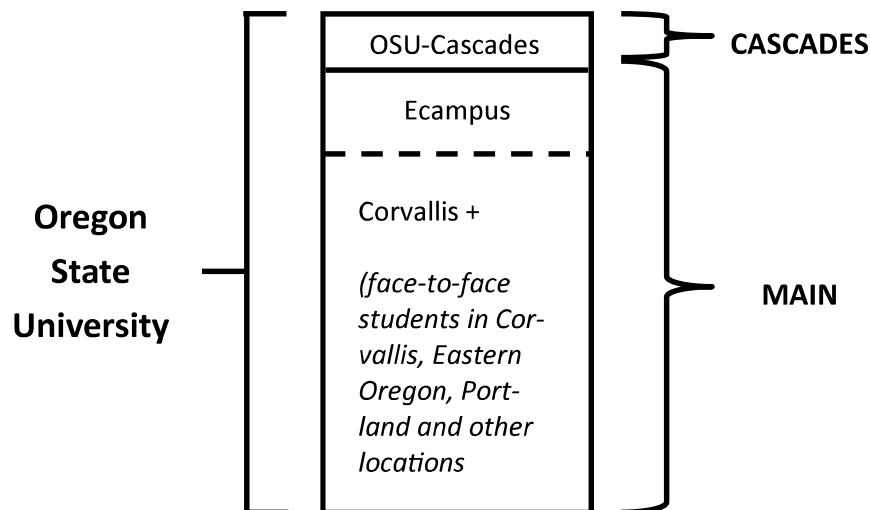 Oregon
State
University
OSU-Cascades
Ecampus
Corvallis +
(face-to-face
students in Cor-
vallis, Eastern
Oregon, Port-
land and other
locations
CASCADES
MAIN